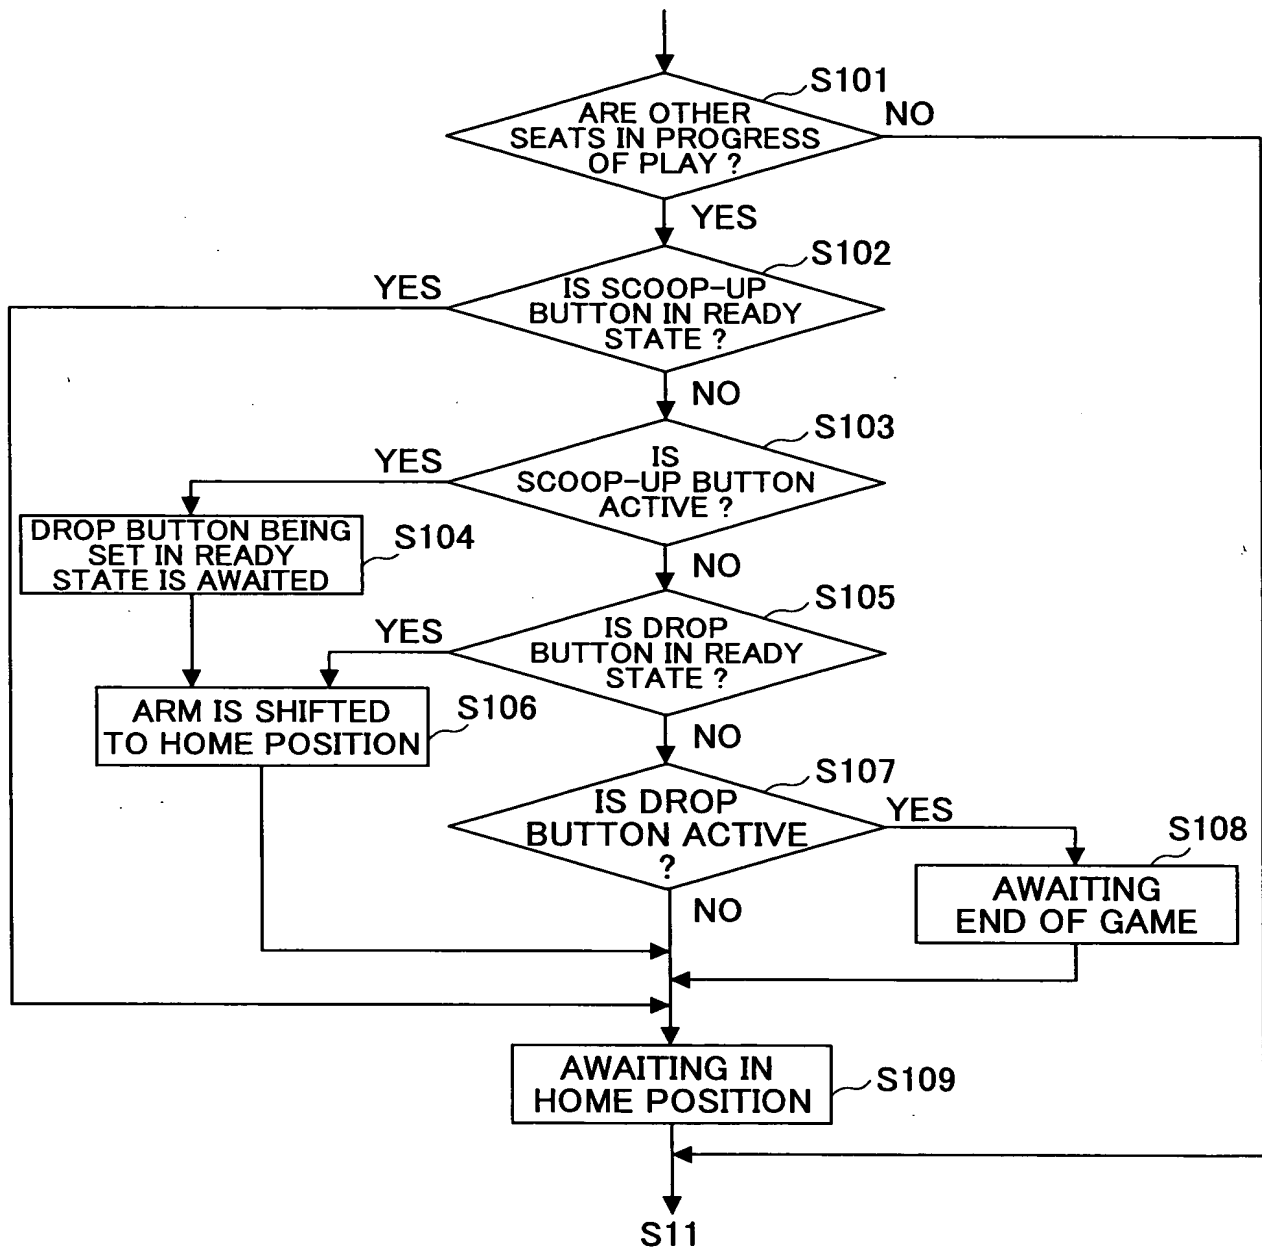 S101
ARE OTHER
SEATS IN PROGRESS
OF PLAY ?
NO
YES
S102
IS SCOOP-UP
BUTTON IN READY
STATE ?
YES
NO
S103
IS
SCOOP-UP BUTTON
ACTIVE ?
YES
DROP BUTTON BEING
SET IN READY
STATE IS AWAITED
S104
NO
S105
IS DROP
BUTTON IN READY
STATE ?
YES
ARM IS SHIFTED
TO HOME POSITION
S106
NO
S107
IS DROP
BUTTON ACTIVE
?
YES
S108
AWAITING
END OF GAME
NO
AWAITING IN
HOME POSITION
S109
S11